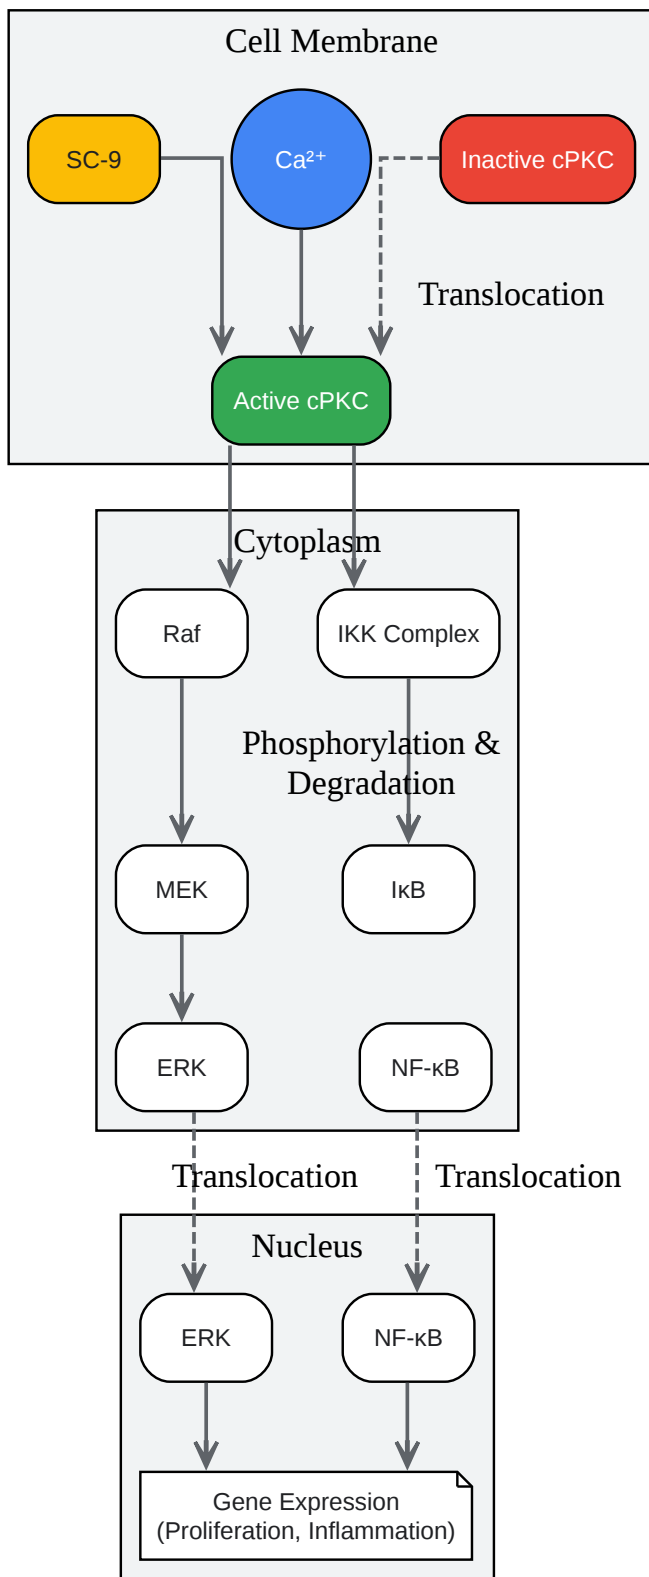 Cell Membrane
SC-9
Ca²⁺
Inactive cPKC
Translocation
Active cPKC
Cytoplasm
Raf
IKK Complex
Phosphorylation &
Degradation
MEK
IκB
ERK
NF-κB
Translocation
Translocation
Nucleus
ERK
NF-κB
Gene Expression
(Proliferation, Inflammation)